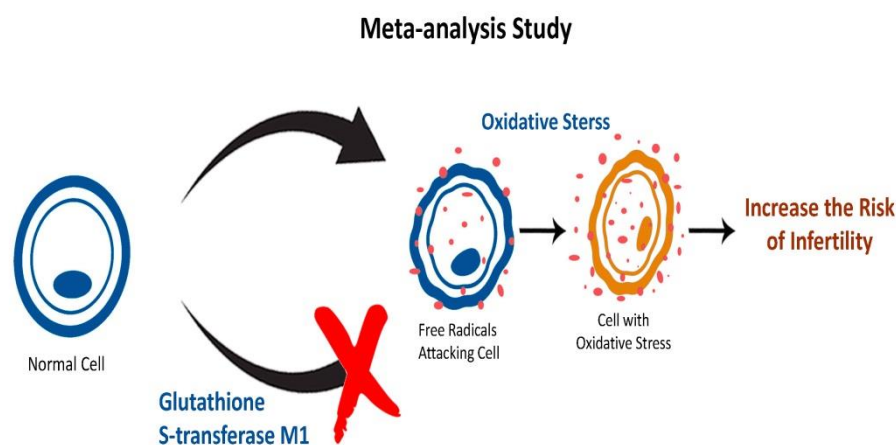 Meta-analysis Study
Oxidative Sterss
Increase the Risk
of Infertility
Normal Cell
Free Radicals
Attacking Cell
Cell with
Oxidative Stress
Glutathione
S-transferase M1